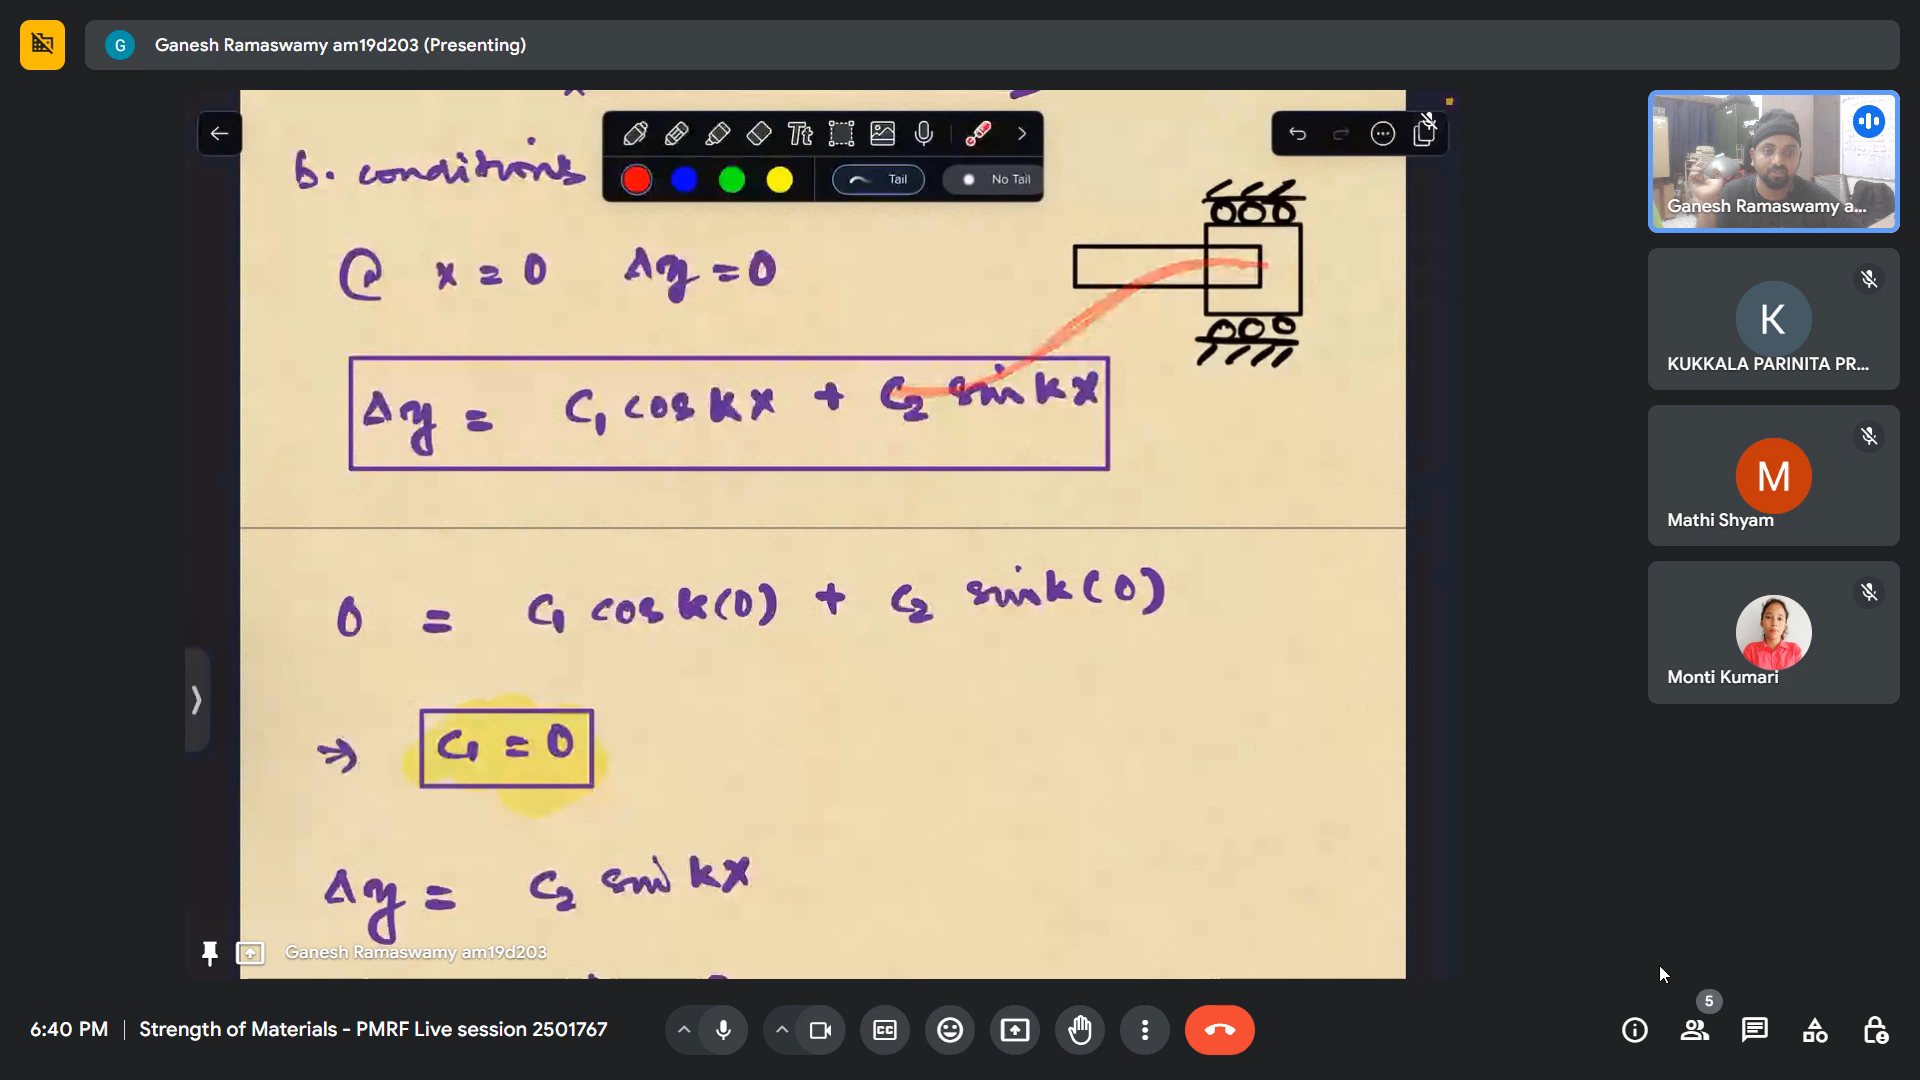 G Ganesh Ramaswamy am19d203 (Presenting)
Tt
Tail
No Tail
b. conditions
@ x = 0 Δy = 0
Δy = C₁ cos kx + C₂ sin kx
0 = C₁ cos k(0) + C₂ sin k(0)
⇒ C₁ = 0
Δy = C₂ sin kx
Ganesh Ramaswamy am19d203
Ganesh Ramaswamy a...
K
KUKKALA PARINITA PR...
M
Mathi Shyam
Monti Kumari
6:40 PM | Strength of Materials - PMRF Live session 2501767
CC
5